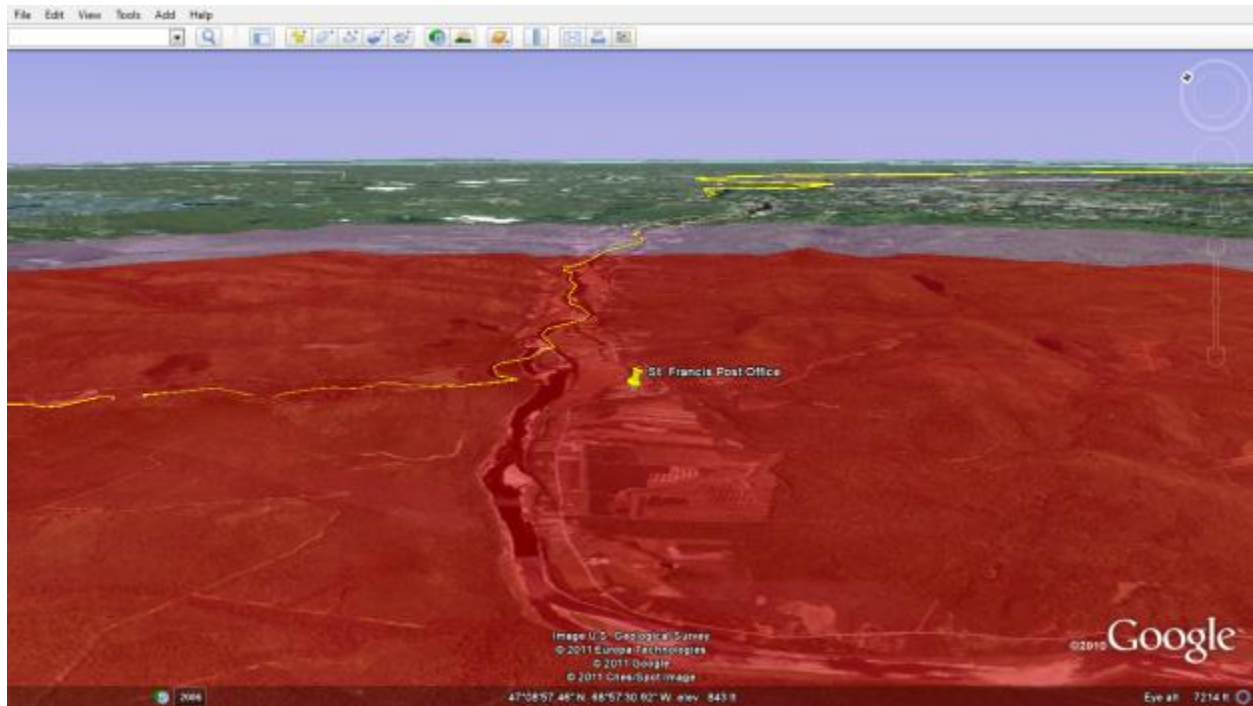 File Edit View Tools Add Help
St. Francis Post Office
Image U.S. Geological Survey
© 2011 Europa Technologies
© 2011 Google
© 2011 Cnes/Spot Image
©2010 Google
2006
47°08'57.46" N 68°57'30.92" W elev 843 ft
Eye alt 7214 ft